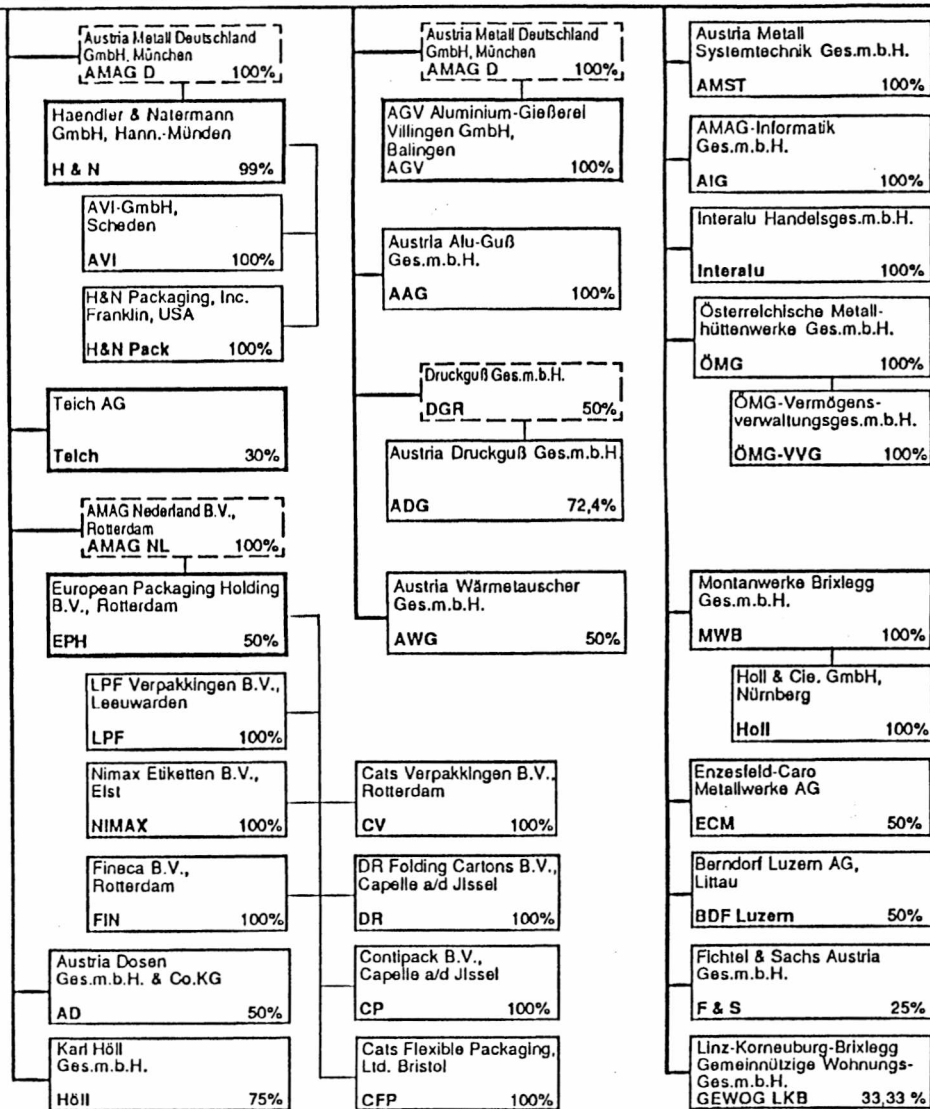 Austria Metall Deutschland
GmbH, München
AMAG D 100%
Haendler & Natermann
GmbH, Hann.-Münden
H & N 99%
AVI-GmbH,
Scheden
AVI 100%
H&N Packaging, Inc.
Franklin, USA
H&N Pack 100%
Teich AG
Teich 30%
AMAG Nederland B.V.,
Rotterdam
AMAG NL 100%
European Packaging Holding
B.V., Rotterdam
EPH 50%
LPF Verpakkingen B.V.,
Leeuwarden
LPF 100%
Nimax Etiketten B.V.,
Elst
NIMAX 100%
Fineca B.V.,
Rotterdam
FIN 100%
Cats Verpakkingen B.V.,
Rotterdam
CV 100%
DR Folding Cartons B.V.,
Capelle a/d IJssel
DR 100%
Contipack B.V.,
Capelle a/d IJssel
CP 100%
Cats Flexible Packaging,
Ltd. Bristol
CFP 100%
Austria Dosen
Ges.m.b.H. & Co.KG
AD 50%
Karl Höll
Ges.m.b.H.
Höll 75%
Austria Metall Deutschland
GmbH, München
AMAG D 100%
AGV Aluminium-Gießerei
Villingen GmbH,
Balingen
AGV 100%
Austria Alu-Guß
Ges.m.b.H.
AAG 100%
Druckguß Ges.m.b.H.
DGR 50%
Austria Druckguß Ges.m.b.H.
ADG 72,4%
Austria Wärmetauscher
Ges.m.b.H.
AWG 50%
Austria Metall
Systemtechnik Ges.m.b.H.
AMST 100%
AMAG-Informatik
Ges.m.b.H.
AIG 100%
Interalu Handelsges.m.b.H.
Interalu 100%
Österreichische Metall-
hüttenwerke Ges.m.b.H.
ÖMG 100%
ÖMG-Vermögens-
verwaltungsges.m.b.H.
ÖMG-VVG 100%
Montanwerke Brixlegg
Ges.m.b.H.
MWB 100%
Holl & Cie. GmbH,
Nürnberg
Holl 100%
Enzesfeld-Caro
Metallwerke AG
ECM 50%
Berndorf Luzern AG,
Littau
BDF Luzern 50%
Fichtel & Sachs Austria
Ges.m.b.H.
F & S 25%
Linz-Korneuburg-Brixlegg
Gemeinnützige Wohnungs-
Ges.m.b.H.
GEWOG LKB 33,33 %